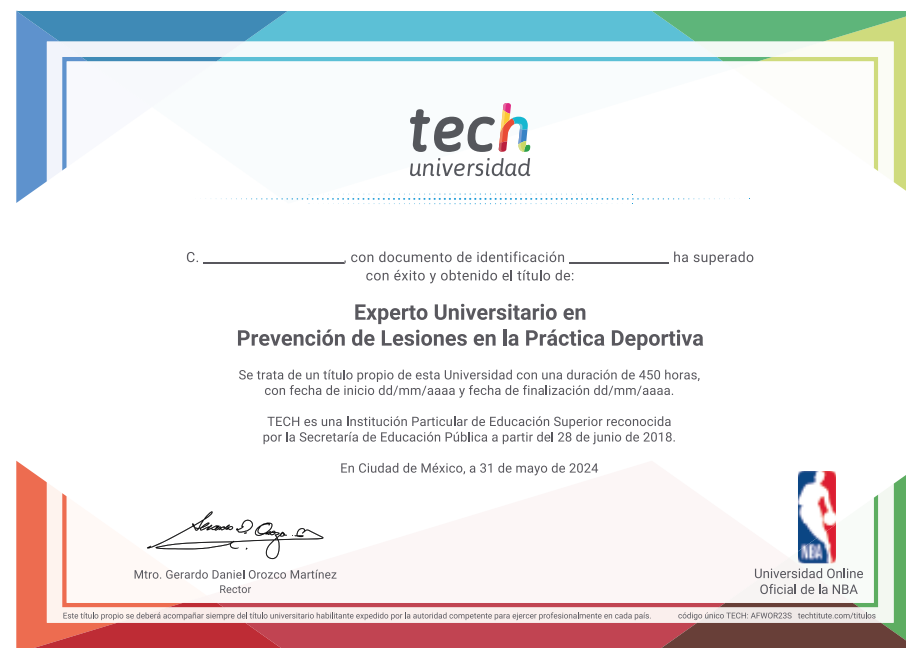 tech
universidad
C. ____________, con documento de identificación ____________ ha superado
con éxito y obtenido el título de:
Experto Universitario en
Prevención de Lesiones en la Práctica Deportiva
Se trata de un título propio de esta Universidad con una duración de 450 horas,
con fecha de inicio dd/mm/aaaa y fecha de finalización dd/mm/aaaa.
TECH es una Institución Particular de Educación Superior reconocida
por la Secretaría de Educación Pública a partir del 28 de junio de 2018.
En Ciudad de México, a 31 de mayo de 2024
Mtro. Gerardo Daniel Orozco Martínez
Rector
NBA
Universidad Online
Oficial de la NBA
Este título propio se deberá acompañar siempre del título universitario habilitante expedido por la autoridad competente para ejercer profesionalmente en cada país. código único TECH: AFWOR23S techtitute.com/titulos